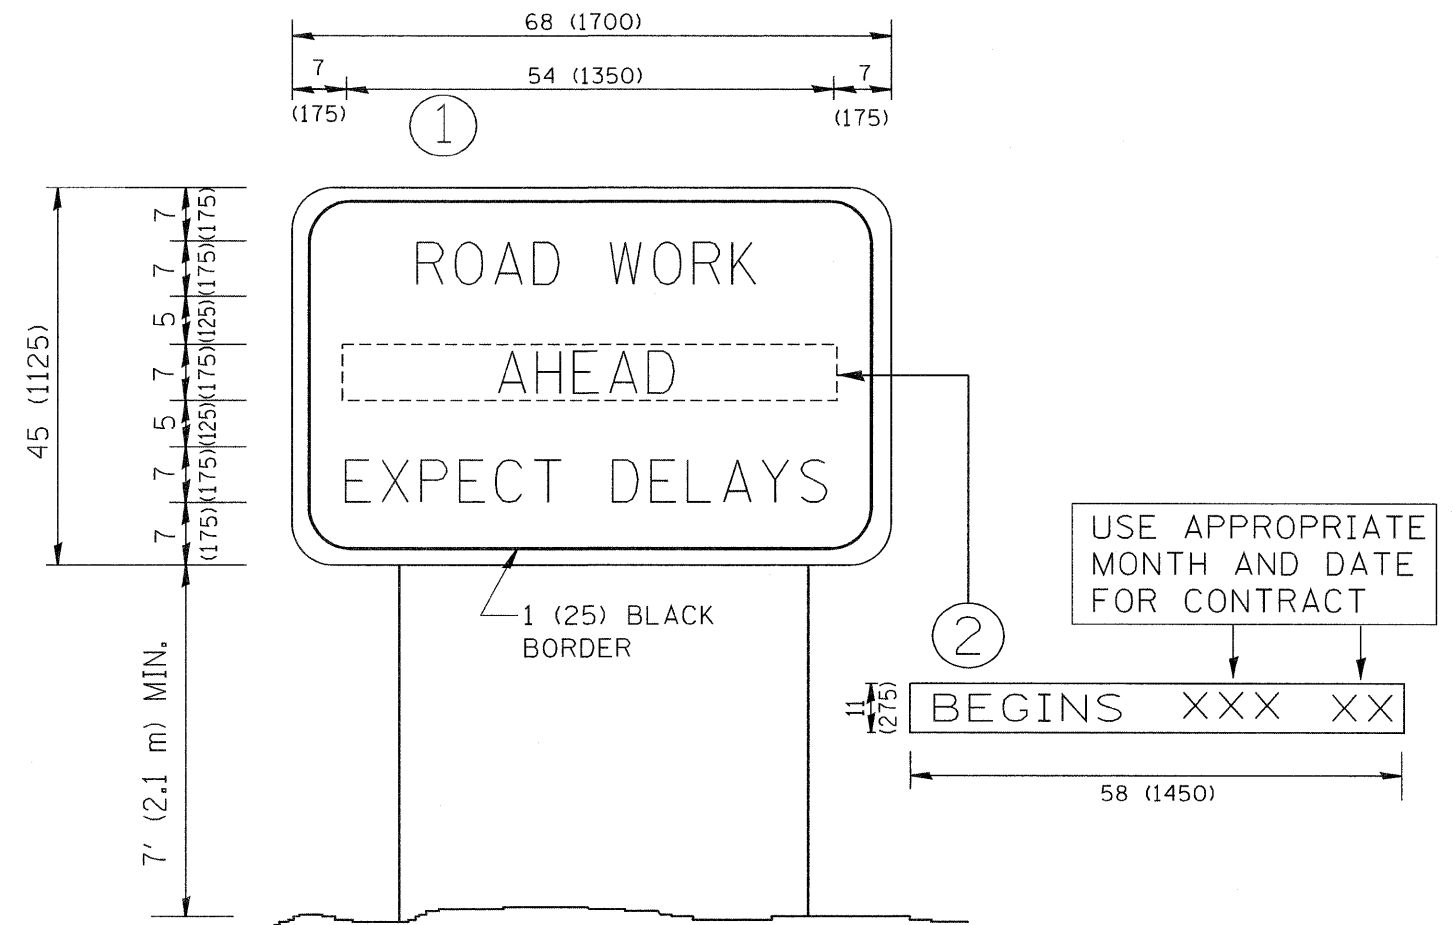 68 (1700)
7
54 (1350)
7
(175)
(175)
1
45 (1125)
7
(175)
7
(175)
5
(125)
7
(175)
5
(125)
7
(175)
7
(175)
ROAD WORK
AHEAD
EXPECT DELAYS
1 (25) BLACK
BORDER
7' (2.1 m) MIN.
USE APPROPRIATE
MONTH AND DATE
FOR CONTRACT
2
11
(275)
BEGINS XXX XX
58 (1450)